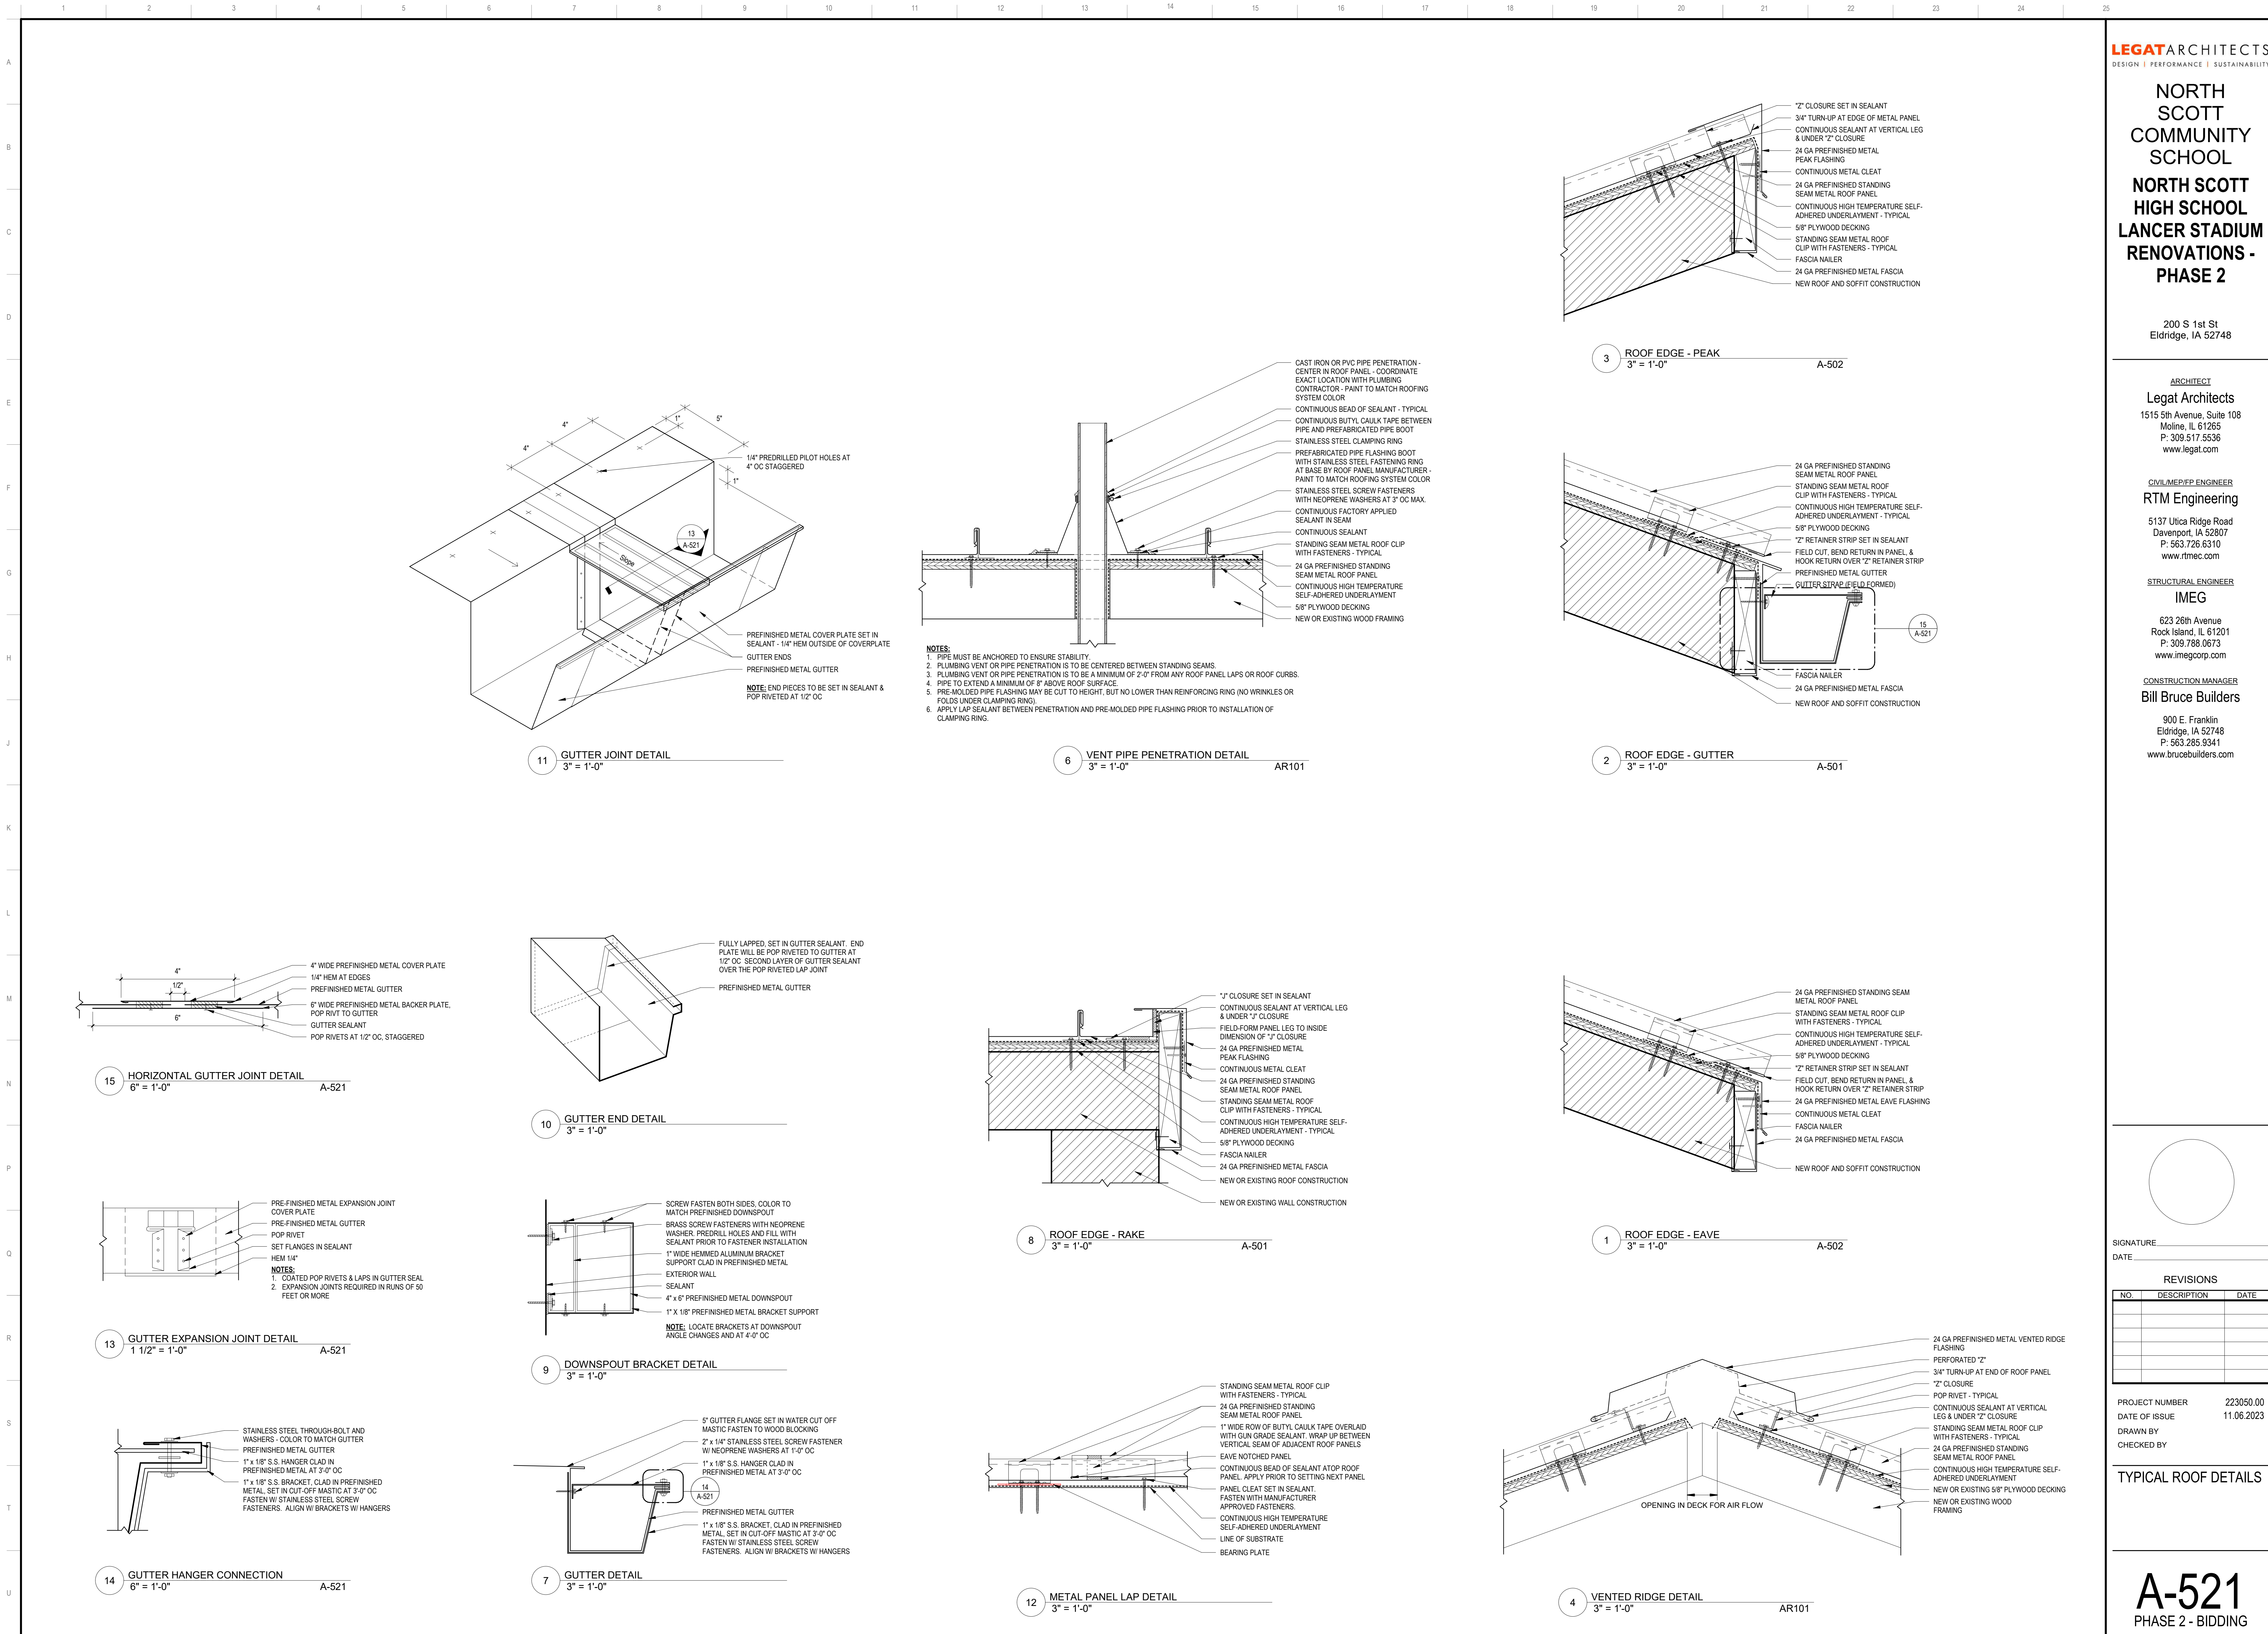 1 2 3 4 5 6 7 8 9 10 11 12 13 14 15 16 17 18 19 20 21 22 23 24 25
A
B
C
D
E
F
G
H
J
K
L
M
N
P
Q
R
S
T
U
"Z" CLOSURE SET IN SEALANT
3/4" TURN-UP AT EDGE OF METAL PANEL
CONTINUOUS SEALANT AT VERTICAL LEG
& UNDER "Z" CLOSURE
24 GA PREFINISHED METAL
PEAK FLASHING
CONTINUOUS METAL CLEAT
24 GA PREFINISHED STANDING
SEAM METAL ROOF PANEL
CONTINUOUS HIGH TEMPERATURE SELF-
ADHERED UNDERLAYMENT - TYPICAL
5/8" PLYWOOD DECKING
STANDING SEAM METAL ROOF
CLIP WITH FASTENERS - TYPICAL
FASCIA NAILER
24 GA PREFINISHED METAL FASCIA
NEW ROOF AND SOFFIT CONSTRUCTION
3
ROOF EDGE - PEAK
3" = 1'-0" A-502
4"
4"
1"
5"
1"
1/4" PREDRILLED PILOT HOLES AT
4" OC STAGGERED
13
A-521
Slope
PREFINISHED METAL COVER PLATE SET IN
SEALANT - 1/4" HEM OUTSIDE OF COVERPLATE
GUTTER ENDS
PREFINISHED METAL GUTTER
NOTE: END PIECES TO BE SET IN SEALANT &
POP RIVETED AT 1/2" OC
11
GUTTER JOINT DETAIL
3" = 1'-0"
CAST IRON OR PVC PIPE PENETRATION -
CENTER IN ROOF PANEL - COORDINATE
EXACT LOCATION WITH PLUMBING
CONTRACTOR - PAINT TO MATCH ROOFING
SYSTEM COLOR
CONTINUOUS BEAD OF SEALANT - TYPICAL
CONTINUOUS BUTYL CAULK TAPE BETWEEN
PIPE AND PREFABRICATED PIPE BOOT
STAINLESS STEEL CLAMPING RING
PREFABRICATED PIPE FLASHING BOOT
WITH STAINLESS STEEL FASTENING RING
AT BASE BY ROOF PANEL MANUFACTURER -
PAINT TO MATCH ROOFING SYSTEM COLOR
STAINLESS STEEL SCREW FASTENERS
WITH NEOPRENE WASHERS AT 3" OC MAX.
CONTINUOUS FACTORY APPLIED
SEALANT IN SEAM
CONTINUOUS SEALANT
STANDING SEAM METAL ROOF CLIP
WITH FASTENERS - TYPICAL
24 GA PREFINISHED STANDING
SEAM METAL ROOF PANEL
CONTINUOUS HIGH TEMPERATURE
SELF-ADHERED UNDERLAYMENT
5/8" PLYWOOD DECKING
NEW OR EXISTING WOOD FRAMING
NOTES:
1. PIPE MUST BE ANCHORED TO ENSURE STABILITY.
2. PLUMBING VENT OR PIPE PENETRATION IS TO BE CENTERED BETWEEN STANDING SEAMS.
3. PLUMBING VENT OR PIPE PENETRATION IS TO BE A MINIMUM OF 2'-0" FROM ANY ROOF PANEL LAPS OR ROOF CURBS.
4. PIPE TO EXTEND A MINIMUM OF 8" ABOVE ROOF SURFACE.
5. PRE-MOLDED PIPE FLASHING MAY BE CUT TO HEIGHT, BUT NO LOWER THAN REINFORCING RING (NO WRINKLES OR
FOLDS UNDER CLAMPING RING).
6. APPLY LAP SEALANT BETWEEN PENETRATION AND PRE-MOLDED PIPE FLASHING PRIOR TO INSTALLATION OF
CLAMPING RING.
6
VENT PIPE PENETRATION DETAIL
3" = 1'-0" AR101
24 GA PREFINISHED STANDING
SEAM METAL ROOF PANEL
STANDING SEAM METAL ROOF
CLIP WITH FASTENERS - TYPICAL
CONTINUOUS HIGH TEMPERATURE SELF-
ADHERED UNDERLAYMENT - TYPICAL
5/8" PLYWOOD DECKING
"Z" RETAINER STRIP SET IN SEALANT
FIELD CUT, BEND RETURN IN PANEL, &
HOOK RETURN OVER "Z" RETAINER STRIP
PREFINISHED METAL GUTTER
GUTTER STRAP (FIELD FORMED)
15
A-521
FASCIA NAILER
24 GA PREFINISHED METAL FASCIA
NEW ROOF AND SOFFIT CONSTRUCTION
2
ROOF EDGE - GUTTER
3" = 1'-0" A-501
4"
1/2"
6"
4" WIDE PREFINISHED METAL COVER PLATE
1/4" HEM AT EDGES
PREFINISHED METAL GUTTER
6" WIDE PREFINISHED METAL BACKER PLATE,
POP RIVT TO GUTTER
GUTTER SEALANT
POP RIVETS AT 1/2" OC, STAGGERED
15
HORIZONTAL GUTTER JOINT DETAIL
6" = 1'-0" A-521
FULLY LAPPED, SET IN GUTTER SEALANT. END
PLATE WILL BE POP RIVETED TO GUTTER AT
1/2" OC SECOND LAYER OF GUTTER SEALANT
OVER THE POP RIVETED LAP JOINT
PREFINISHED METAL GUTTER
10
GUTTER END DETAIL
3" = 1'-0"
"J" CLOSURE SET IN SEALANT
CONTINUOUS SEALANT AT VERTICAL LEG
& UNDER "J" CLOSURE
FIELD-FORM PANEL LEG TO INSIDE
DIMENSION OF "J" CLOSURE
24 GA PREFINISHED METAL
PEAK FLASHING
CONTINUOUS METAL CLEAT
24 GA PREFINISHED STANDING
SEAM METAL ROOF PANEL
STANDING SEAM METAL ROOF
CLIP WITH FASTENERS - TYPICAL
CONTINUOUS HIGH TEMPERATURE SELF-
ADHERED UNDERLAYMENT - TYPICAL
5/8" PLYWOOD DECKING
FASCIA NAILER
24 GA PREFINISHED METAL FASCIA
NEW OR EXISTING ROOF CONSTRUCTION
NEW OR EXISTING WALL CONSTRUCTION
8
ROOF EDGE - RAKE
3" = 1'-0" A-501
24 GA PREFINISHED STANDING SEAM
METAL ROOF PANEL
STANDING SEAM METAL ROOF CLIP
WITH FASTENERS - TYPICAL
CONTINUOUS HIGH TEMPERATURE SELF-
ADHERED UNDERLAYMENT - TYPICAL
5/8" PLYWOOD DECKING
"Z" RETAINER STRIP SET IN SEALANT
FIELD CUT, BEND RETURN IN PANEL, &
HOOK RETURN OVER "Z" RETAINER STRIP
24 GA PREFINISHED METAL EAVE FLASHING
CONTINUOUS METAL CLEAT
FASCIA NAILER
24 GA PREFINISHED METAL FASCIA
NEW ROOF AND SOFFIT CONSTRUCTION
1
ROOF EDGE - EAVE
3" = 1'-0" A-502
PRE-FINISHED METAL EXPANSION JOINT
COVER PLATE
PRE-FINISHED METAL GUTTER
POP RIVET
SET FLANGES IN SEALANT
HEM 1/4"
NOTES:
1. COATED POP RIVETS & LAPS IN GUTTER SEAL
2. EXPANSION JOINTS REQUIRED IN RUNS OF 50
FEET OR MORE
13
GUTTER EXPANSION JOINT DETAIL
1 1/2" = 1'-0" A-521
SCREW FASTEN BOTH SIDES, COLOR TO
MATCH PREFINISHED DOWNSPOUT
BRASS SCREW FASTENERS WITH NEOPRENE
WASHER. PREDRILL HOLES AND FILL WITH
SEALANT PRIOR TO FASTENER INSTALLATION
1" WIDE HEMMED ALUMINUM BRACKET
SUPPORT CLAD IN PREFINISHED METAL
EXTERIOR WALL
SEALANT
4" x 6" PREFINISHED METAL DOWNSPOUT
1" X 1/8" PREFINISHED METAL BRACKET SUPPORT
NOTE: LOCATE BRACKETS AT DOWNSPOUT
ANGLE CHANGES AND AT 4'-0" OC
9
DOWNSPOUT BRACKET DETAIL
3" = 1'-0"
STAINLESS STEEL THROUGH-BOLT AND
WASHERS - COLOR TO MATCH GUTTER
PREFINISHED METAL GUTTER
1" x 1/8" S.S. HANGER CLAD IN
PREFINISHED METAL AT 3'-0" OC
1" x 1/8" S.S. BRACKET, CLAD IN PREFINISHED
METAL, SET IN CUT-OFF MASTIC AT 3'-0" OC
FASTEN W/ STAINLESS STEEL SCREW
FASTENERS. ALIGN W/ BRACKETS W/ HANGERS
14
GUTTER HANGER CONNECTION
6" = 1'-0" A-521
5" GUTTER FLANGE SET IN WATER CUT OFF
MASTIC FASTEN TO WOOD BLOCKING
2" x 1/4" STAINLESS STEEL SCREW FASTENER
W/ NEOPRENE WASHERS AT 1'-0" OC
1" x 1/8" S.S. HANGER CLAD IN
PREFINISHED METAL AT 3'-0" OC
14
A-521
PREFINISHED METAL GUTTER
1" x 1/8" S.S. BRACKET, CLAD IN PREFINISHED
METAL, SET IN CUT-OFF MASTIC AT 3'-0" OC
FASTEN W/ STAINLESS STEEL SCREW
FASTENERS. ALIGN W/ BRACKETS W/ HANGERS
7
GUTTER DETAIL
3" = 1'-0"
STANDING SEAM METAL ROOF CLIP
WITH FASTENERS - TYPICAL
24 GA PREFINISHED STANDING
SEAM METAL ROOF PANEL
1" WIDE ROW OF BUTYL CAULK TAPE OVERLAID
WITH GUN GRADE SEALANT. WRAP UP BETWEEN
VERTICAL SEAM OF ADJACENT ROOF PANELS
EAVE NOTCHED PANEL
CONTINUOUS BEAD OF SEALANT ATOP ROOF
PANEL. APPLY PRIOR TO SETTING NEXT PANEL
PANEL CLEAT SET IN SEALANT.
FASTEN WITH MANUFACTURER
APPROVED FASTENERS.
CONTINUOUS HIGH TEMPERATURE
SELF-ADHERED UNDERLAYMENT
LINE OF SUBSTRATE
BEARING PLATE
12
METAL PANEL LAP DETAIL
3" = 1'-0"
24 GA PREFINISHED METAL VENTED RIDGE
FLASHING
PERFORATED "Z"
3/4" TURN-UP AT END OF ROOF PANEL
"Z" CLOSURE
POP RIVET - TYPICAL
CONTINUOUS SEALANT AT VERTICAL
LEG & UNDER "Z" CLOSURE
STANDING SEAM METAL ROOF CLIP
WITH FASTENERS - TYPICAL
24 GA PREFINISHED STANDING
SEAM METAL ROOF PANEL
CONTINUOUS HIGH TEMPERATURE SELF-
ADHERED UNDERLAYMENT
NEW OR EXISTING 5/8" PLYWOOD DECKING
NEW OR EXISTING WOOD
FRAMING
OPENING IN DECK FOR AIR FLOW
4
VENTED RIDGE DETAIL
3" = 1'-0" AR101
LEGATARCHITECTS
DESIGN | PERFORMANCE | SUSTAINABILITY
NORTH
SCOTT
COMMUNITY
SCHOOL
NORTH SCOTT
HIGH SCHOOL
LANCER STADIUM
RENOVATIONS -
PHASE 2
200 S 1st St
Eldridge, IA 52748
ARCHITECT
Legat Architects
1515 5th Avenue, Suite 108
Moline, IL 61265
P: 309.517.5536
www.legat.com
CIVIL/MEP/FP ENGINEER
RTM Engineering
5137 Utica Ridge Road
Davenport, IA 52807
P: 563.726.6310
www.rtmec.com
STRUCTURAL ENGINEER
IMEG
623 26th Avenue
Rock Island, IL 61201
P: 309.788.0673
www.imegcorp.com
CONSTRUCTION MANAGER
Bill Bruce Builders
900 E. Franklin
Eldridge, IA 52748
P: 563.285.9341
www.brucebuilders.com
SIGNATURE
DATE
REVISIONS
NO. DESCRIPTION DATE
PROJECT NUMBER 223050.00
DATE OF ISSUE 11.06.2023
DRAWN BY
CHECKED BY
TYPICAL ROOF DETAILS
A-521
PHASE 2 - BIDDING